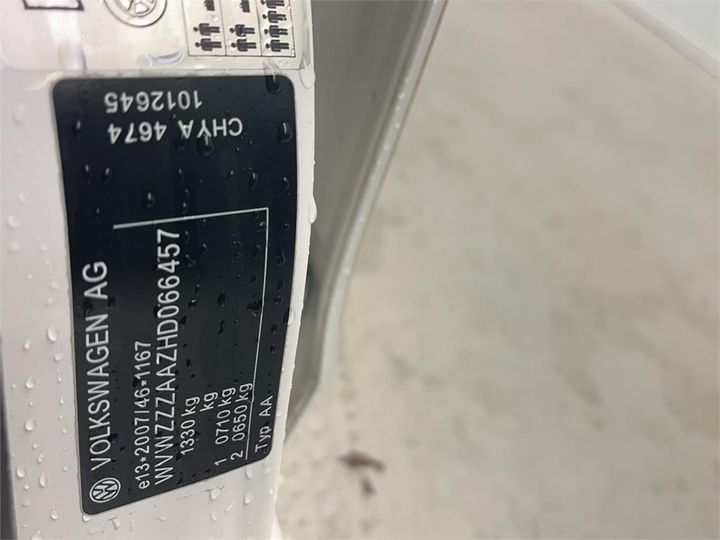 VOLKSWAGEN AG
e13*2007/46*1167
WVWZZZAAZHD066457
1330 kg
kg
1 0710 kg
2 0650 kg
Typ AA
CHYA 4674
1012645